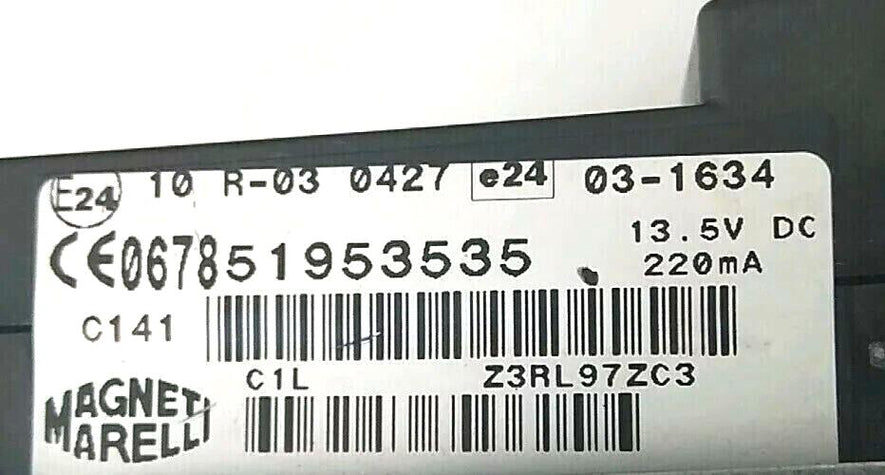 E24 10 R-03 0427 e24 03-1634
CE0678 51953535 13.5V DC
220mA
C141
C1L Z3RL97ZC3
MAGNETI
MARELLI